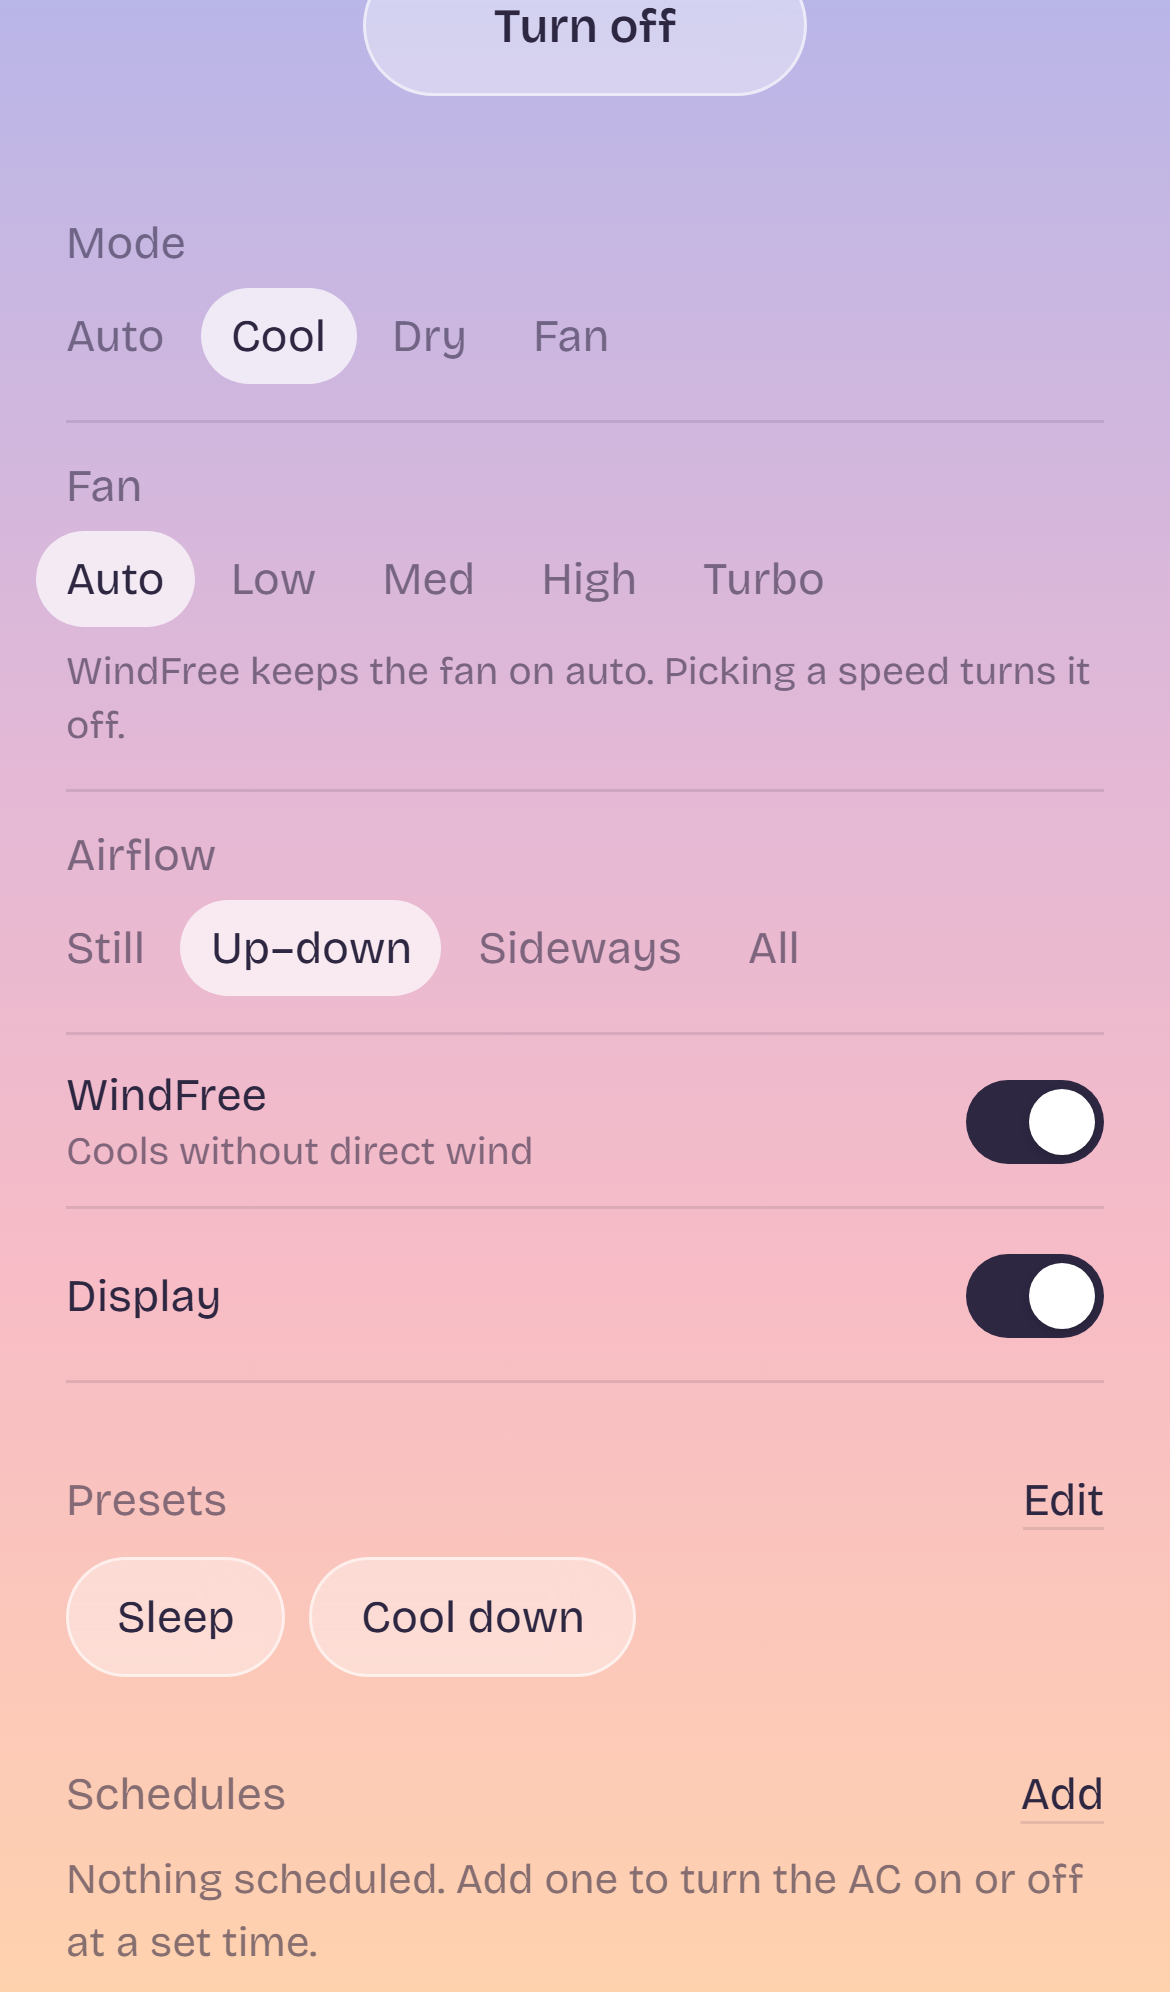 Turn off
Mode
Auto Cool Dry Fan
Fan
Auto Low Med High Turbo
WindFree keeps the fan on auto. Picking a speed turns it
off.
Airflow
Still Up–down Sideways All
WindFree
Cools without direct wind
Display
Presets Edit
Sleep Cool down
Schedules Add
Nothing scheduled. Add one to turn the AC on or off
at a set time.